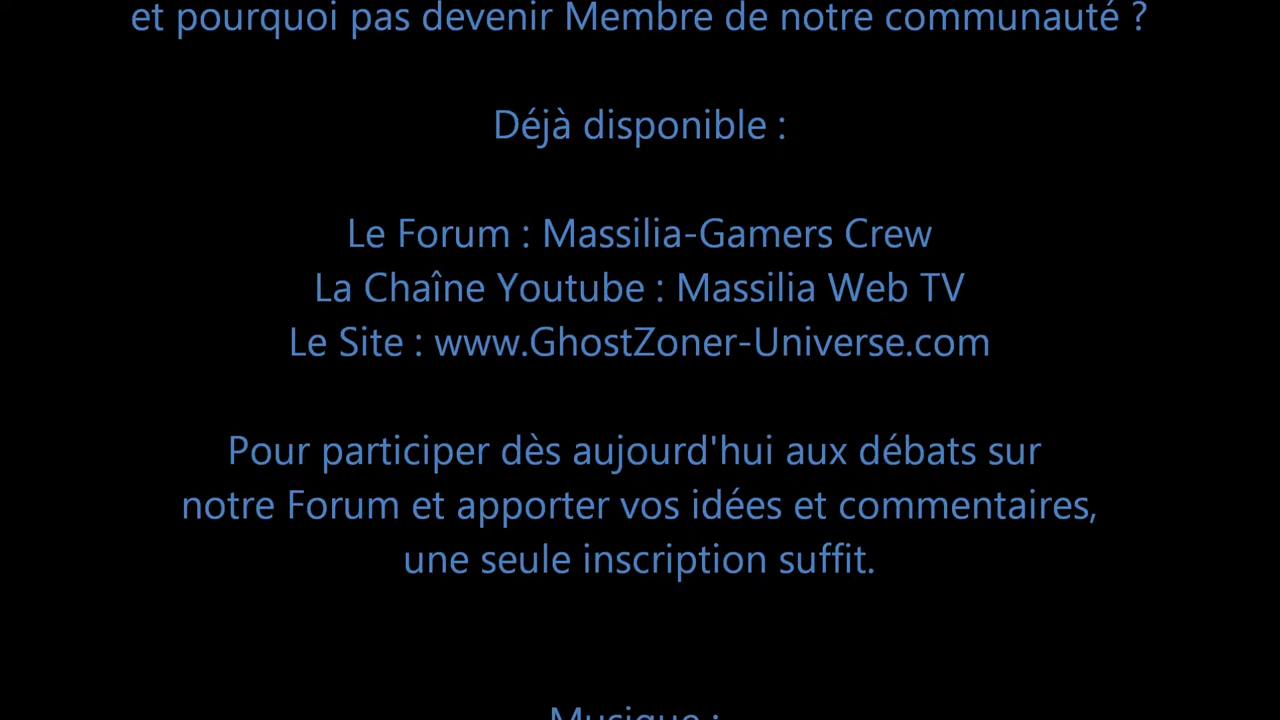 et pourquoi pas devenir Membre de notre communauté ?
Déjà disponible :
Le Forum : Massilia-Gamers Crew
La Chaîne Youtube : Massilia Web TV
Le Site : www.GhostZoner-Universe.com
Pour participer dès aujourd'hui aux débats sur
notre Forum et apporter vos idées et commentaires,
une seule inscription suffit.
Musique :